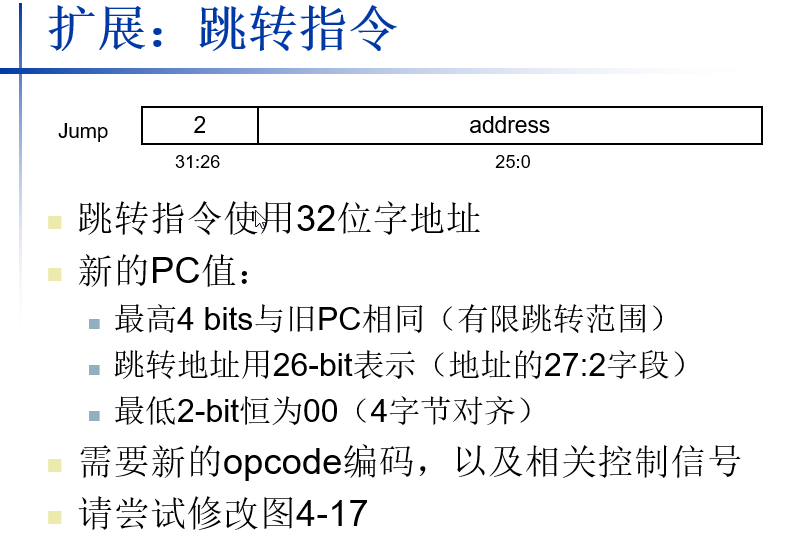 扩展：跳转指令
Jump 2 address
31:26 25:0
跳转指令使用32位字地址
新的PC值：
最高4 bits与旧PC相同（有限跳转范围）
跳转地址用26-bit表示（地址的27:2字段）
最低2-bit恒为00（4字节对齐）
需要新的opcode编码，以及相关控制信号
请尝试修改图4-17